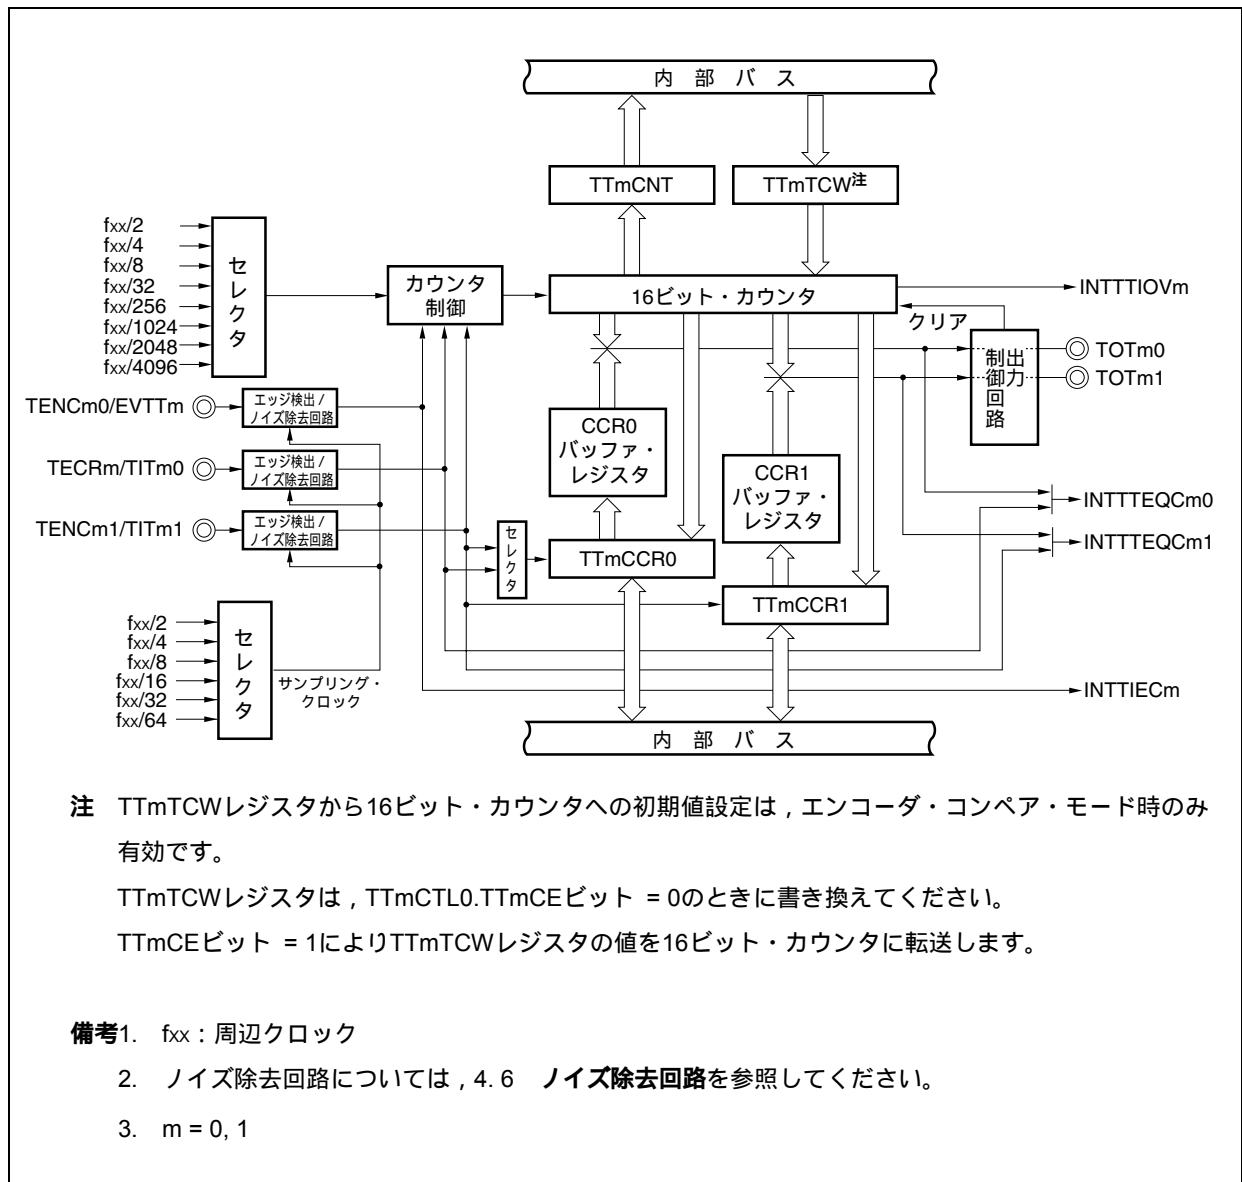 内 部 バ ス
TTmCNT
TTmTCW注
fxx/2
fxx/4
fxx/8
fxx/32
fxx/256
fxx/1024
fxx/2048
fxx/4096
セレクタ
カウンタ
制御
16ビット・カウンタ
INTTTIOVm
クリア
出力
制御回路
TOTm0
TOTm1
TENCm0/EVTTm
エッジ検出 /
ノイズ除去回路
TECRm/TITm0
エッジ検出 /
ノイズ除去回路
TENCm1/TITm1
エッジ検出 /
ノイズ除去回路
CCR0
バッファ・
レジスタ
CCR1
バッファ・
レジスタ
セレクタ
TTmCCR0
TTmCCR1
INTTTEQCm0
INTTTEQCm1
fxx/2
fxx/4
fxx/8
fxx/16
fxx/32
fxx/64
セレクタ
サンプリング・
クロック
INTTIECm
内 部 バ ス
注 TTmTCWレジスタから16ビット・カウンタへの初期値設定は，エンコーダ・コンペア・モード時のみ
有効です。
TTmTCWレジスタは，TTmCTL0.TTmCEビット = 0のときに書き換えてください。
TTmCEビット = 1によりTTmTCWレジスタの値を16ビット・カウンタに転送します。
備考1. fxx：周辺クロック
2. ノイズ除去回路については，4. 6 ノイズ除去回路を参照してください。
3. m = 0, 1